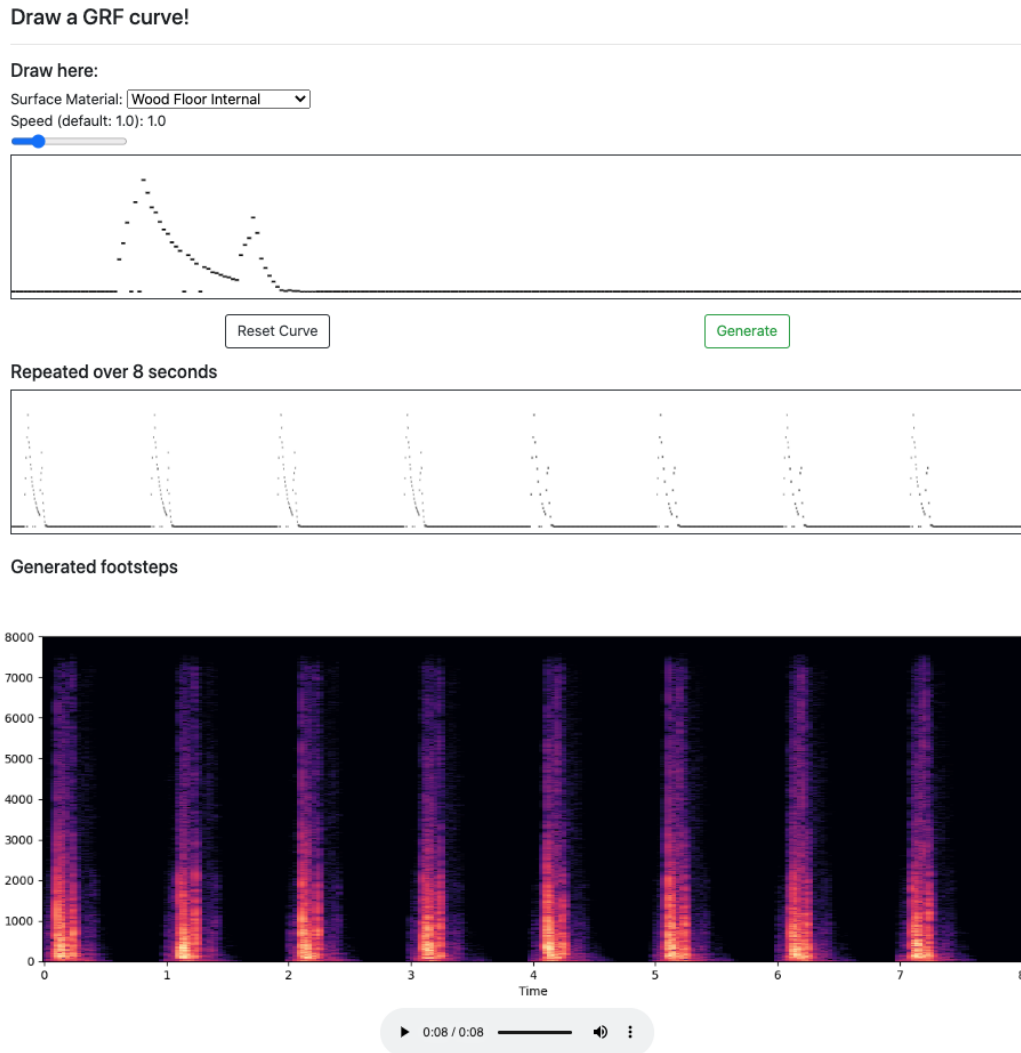 Draw a GRF curve!
Draw here:
Surface Material: Wood Floor Internal
Speed (default: 1.0): 1.0
Reset Curve
Generate
Repeated over 8 seconds
Generated footsteps
8000
7000
6000
5000
4000
3000
2000
1000
0
0 1 2 3 4 5 6 7 8
Time
0:08 / 0:08